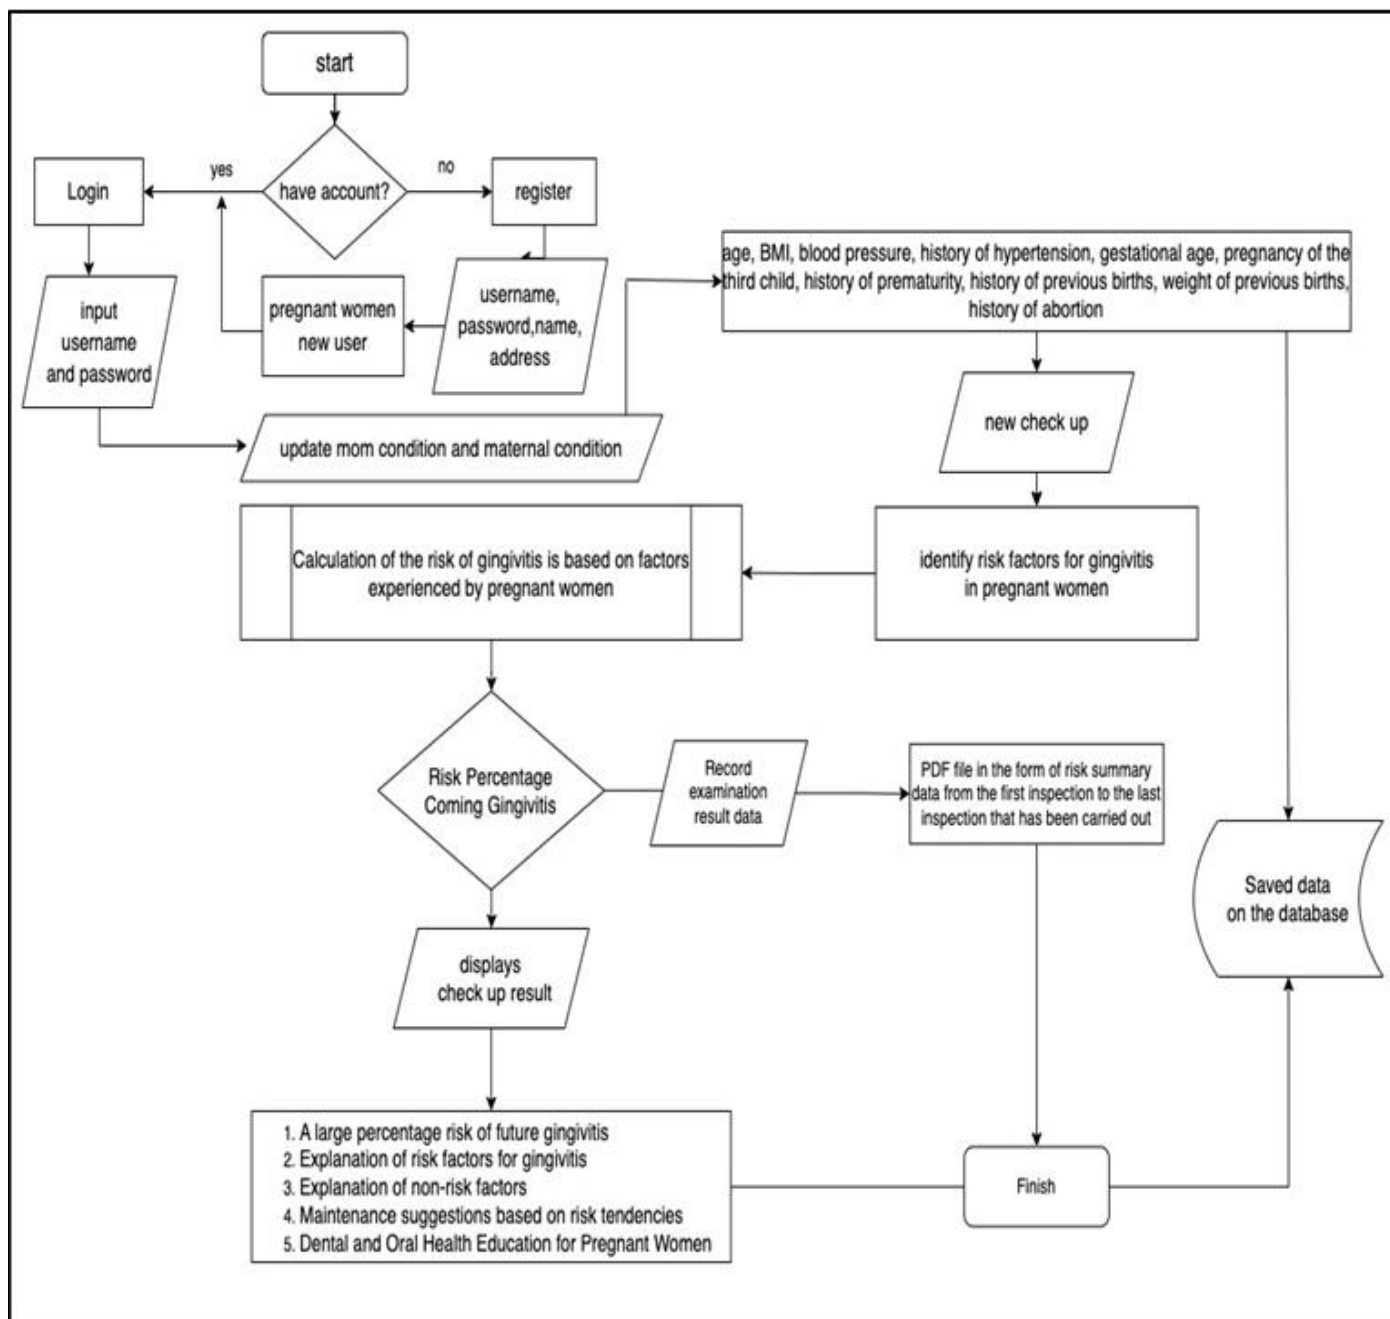 start
yes
no
Login
have account?
register
age, BMI, blood pressure, history of hypertension, gestational age, pregnancy of the
third child, history of prematurity, history of previous births, weight of previous births,
history of abortion
input
username
and password
pregnant women
new user
username,
password,name,
address
new check up
update mom condition and maternal condition
Calculation of the risk of gingivitis is based on factors
experienced by pregnant women
identify risk factors for gingivitis
in pregnant women
Risk Percentage
Coming Gingivitis
Record
examination
result data
PDF file in the form of risk summary
data from the first inspection to the last
inspection that has been carried out
Saved data
on the database
displays
check up result
1. A large percentage risk of future gingivitis
2. Explanation of risk factors for gingivitis
3. Explanation of non-risk factors
4. Maintenance suggestions based on risk tendencies
5. Dental and Oral Health Education for Pregnant Women
Finish